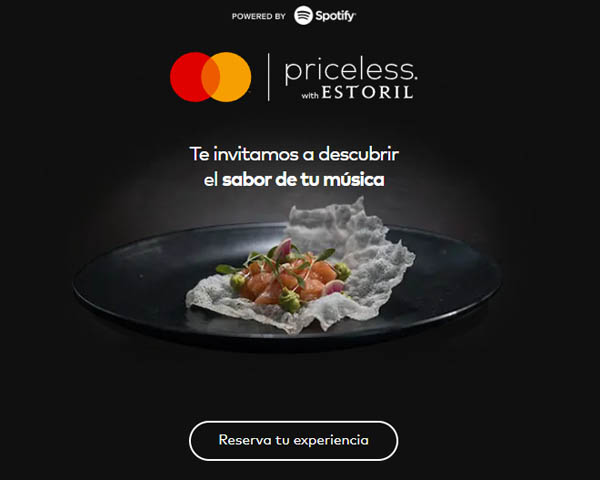 POWERED BY Spotify
priceless.
with ESTORIL
Te invitamos a descubrir
el sabor de tu música
Reserva tu experiencia